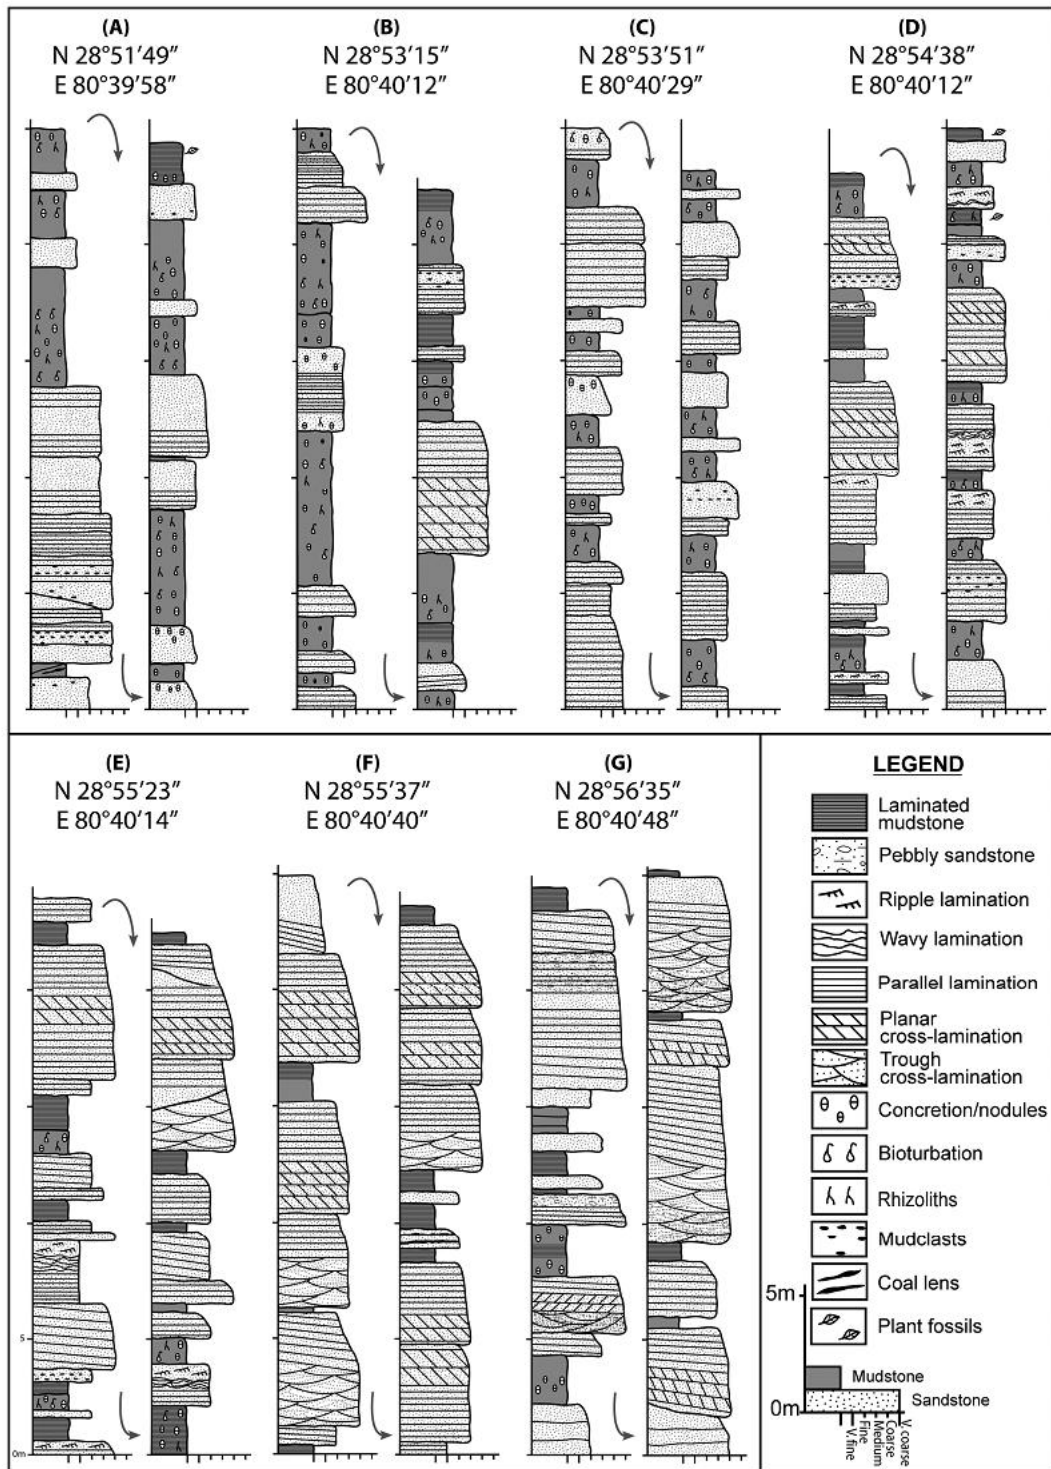 (A)
N 28°51′49″
E 80°39′58″
(B)
N 28°53′15″
E 80°40′12″
(C)
N 28°53′51″
E 80°40′29″
(D)
N 28°54′38″
E 80°40′12″
(E)
N 28°55′23″
E 80°40′14″
5
0m
(F)
N 28°55′37″
E 80°40′40″
(G)
N 28°56′35″
E 80°40′48″
LEGEND
Laminated
mudstone
Pebbly sandstone
Ripple lamination
Wavy lamination
Parallel lamination
Planar
cross-lamination
Trough
cross-lamination
Concretion/nodules
Bioturbation
Rhizoliths
Mudclasts
Coal lens
Plant fossils
5m
Mudstone
Sandstone
0m
V. fine
Fine
Medium
Coarse
V. coarse